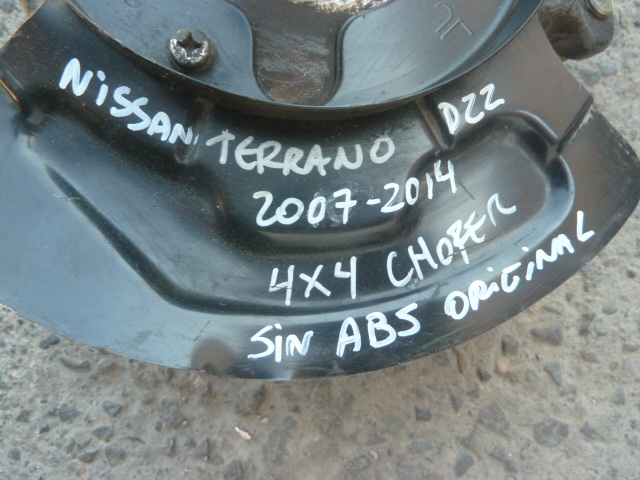 NiSSAN TERRANO D22
2007-2014
4X4 CHOFER
SiN ABS ORiGiNAL